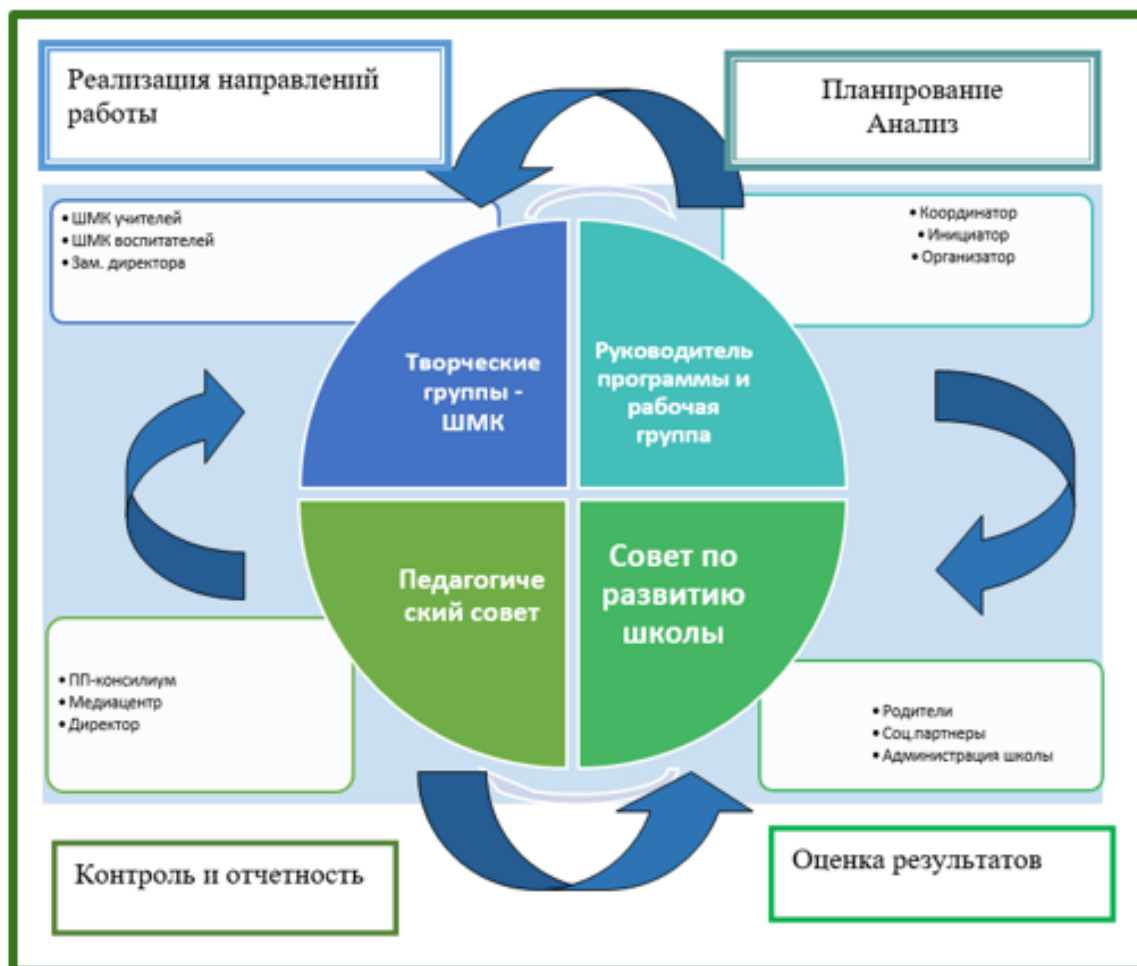 Реализация направлений
работы
Планирование
Анализ
• ШМК учителей
• ШМК воспитателей
• Зам. директора
• Координатор
• Инициатор
• Организатор
Творческие
группы -
ШМК
Руководитель
программы и
рабочая
группа
Педагогиче
ский совет
Совет по
развитию
школы
• ПП-консилиум
• Медиацентр
• Директор
• Родители
• Соц.партнеры
• Администрация школы
Контроль и отчетность
Оценка результатов